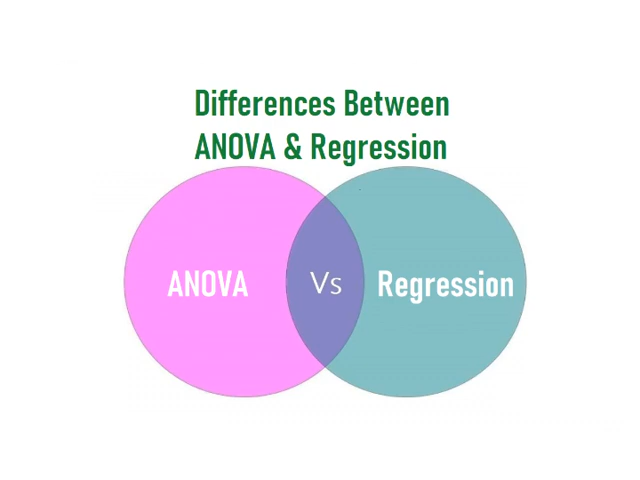 Differences Between
ANOVA & Regression
ANOVA Vs Regression